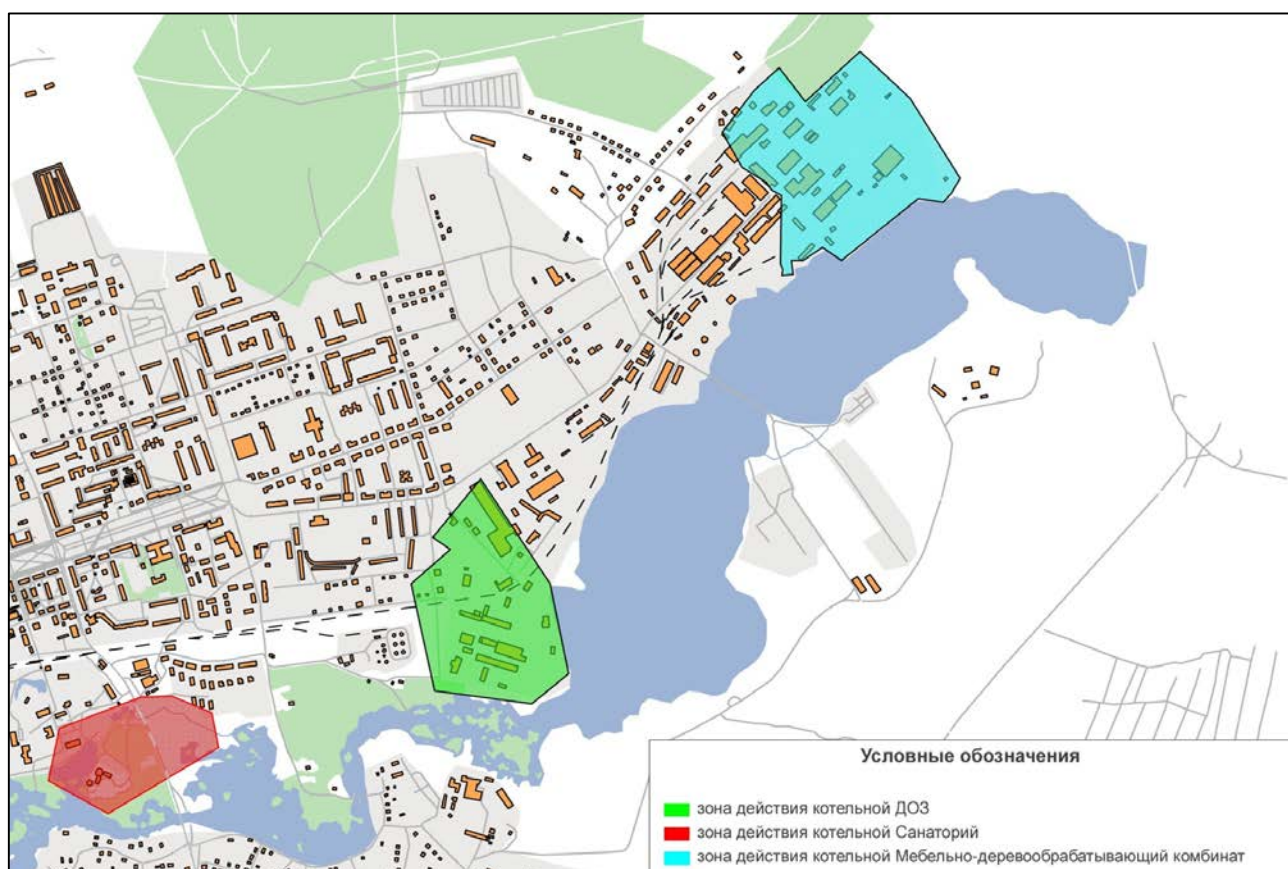 Условные обозначения
зона действия котельной ДОЗ
зона действия котельной Санаторий
зона действия котельной Мебельно-деревообрабатывающий комбинат